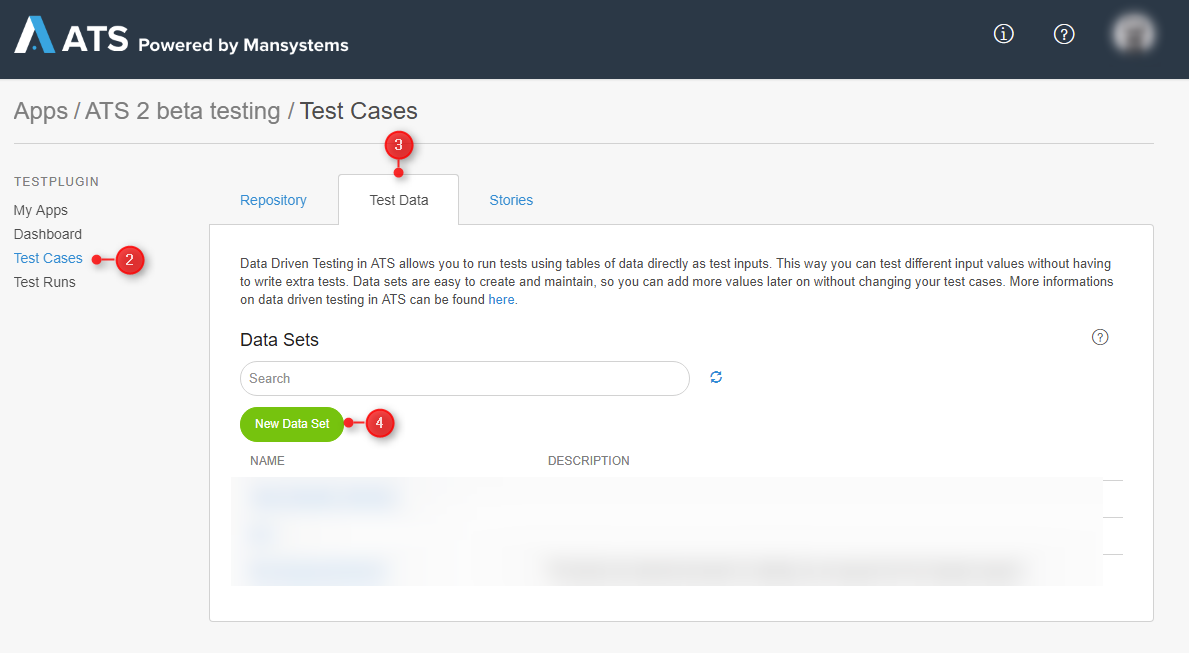 ATS Powered by Mansystems
Apps / ATS 2 beta testing / Test Cases
3
TESTPLUGIN
My Apps
Dashboard
Test Cases
2
Test Runs
Repository
Test Data
Stories
Data Driven Testing in ATS allows you to run tests using tables of data directly as test inputs. This way you can test different input values without having
to write extra tests. Data sets are easy to create and maintain, so you can add more values later on without changing your test cases. More informations
on data driven testing in ATS can be found here.
Data Sets
?
Search
New Data Set
4
NAME
DESCRIPTION